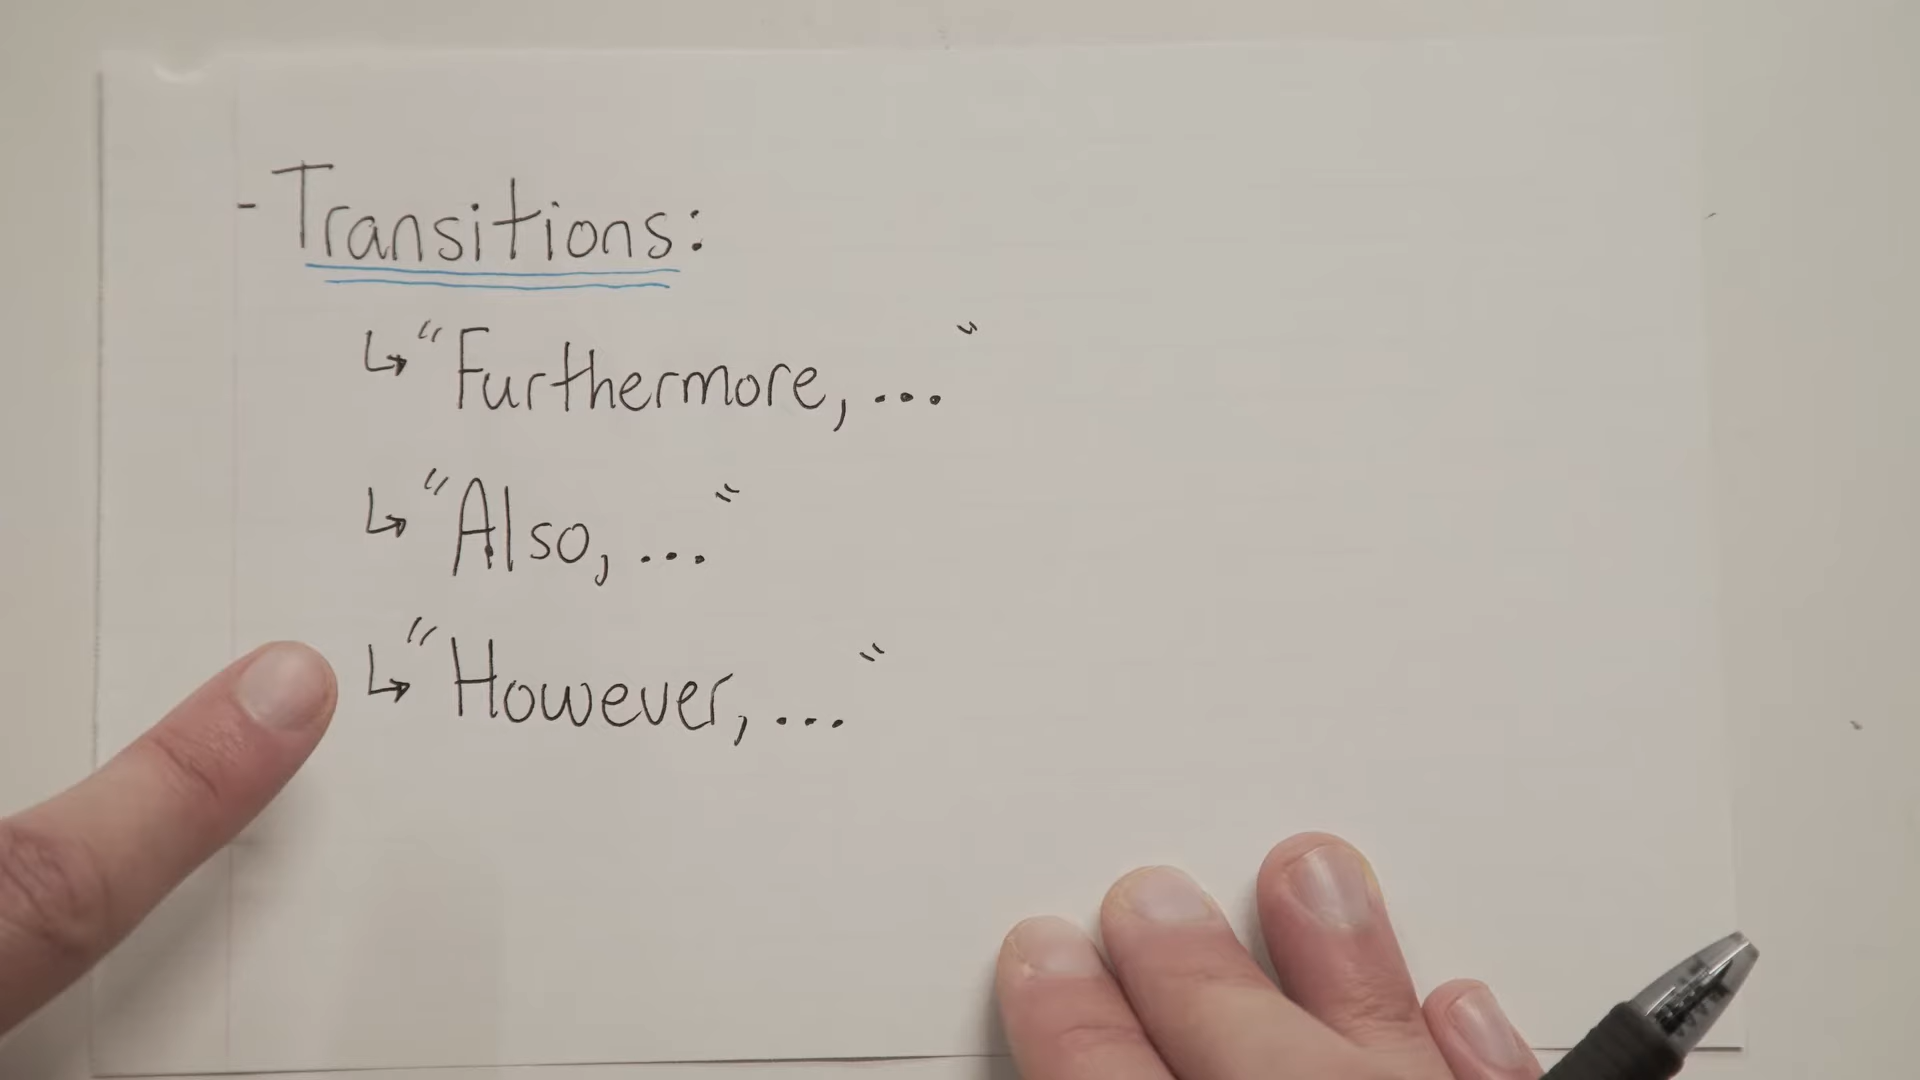 - Transitions:
↳ "Furthermore, ..."
↳ "Also, ..."
↳ "However, ..."